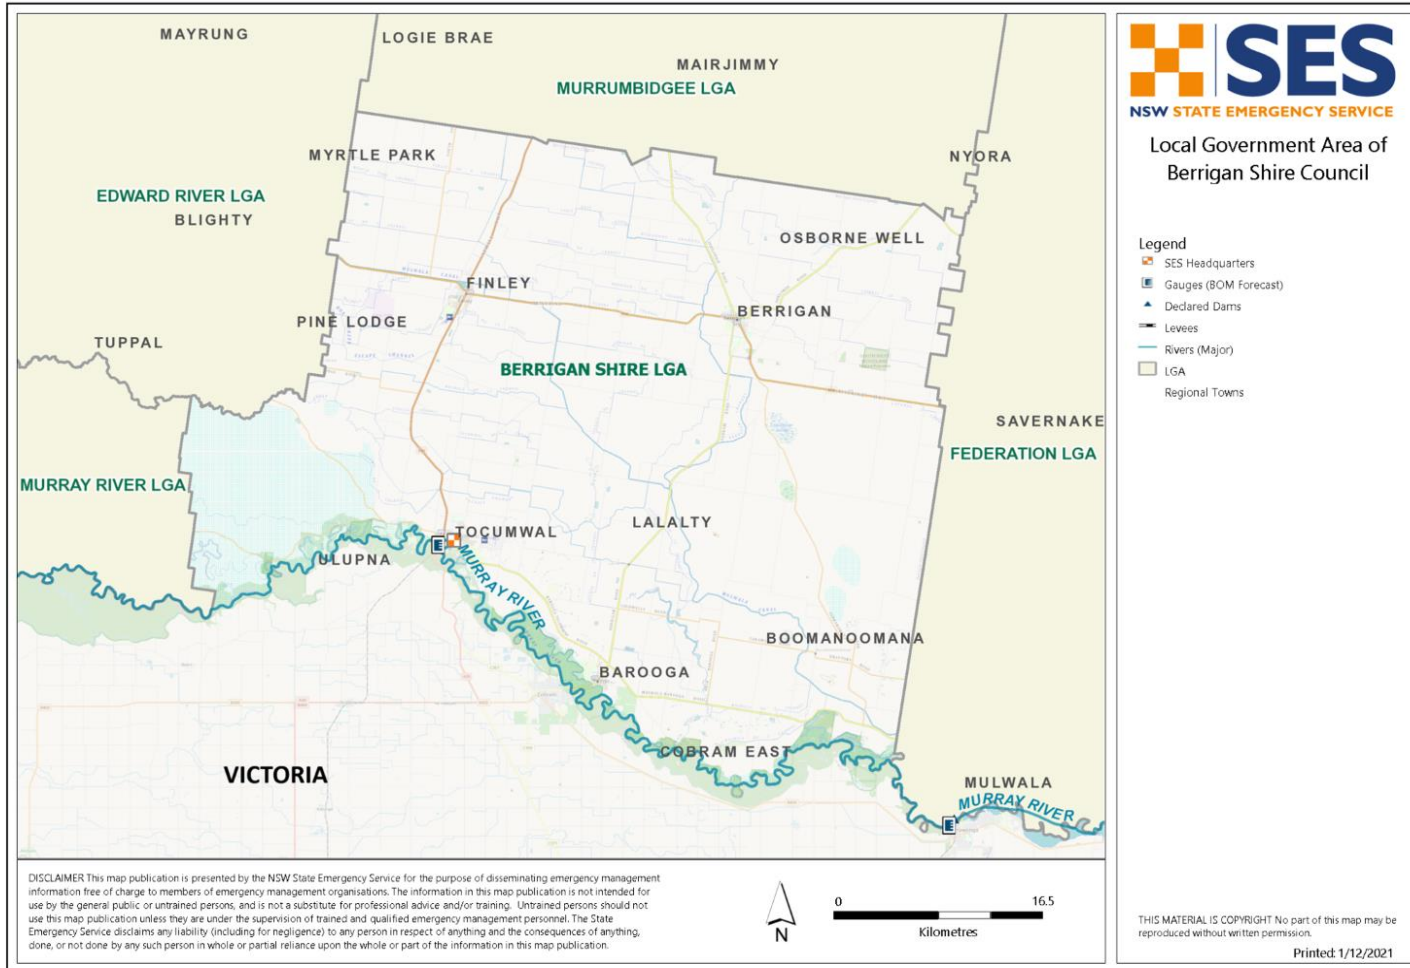 MAYRUNG
LOGIE BRAE
MAIRJIMMY
MURRUMBIDGEE LGA
MYRTLE PARK
NYORA
EDWARD RIVER LGA
BLIGHTY
OSBORNE WELL
FINLEY
BERRIGAN
PINE LODGE
TUPPAL
BERRIGAN SHIRE LGA
SAVERNAKE
FEDERATION LGA
MURRAY RIVER LGA
LALALTY
TOCUMWAL
ULUPNA
MURRAY RIVER
BOOMANOOMANA
BAROOGA
COBRAM EAST
VICTORIA
MULWALA
MURRAY RIVER
DISCLAIMER This map publication is presented by the NSW State Emergency Service for the purpose of disseminating emergency management
information free of charge to members of emergency management organisations. The information in this map publication is not intended for
use by the general public or untrained persons, and is not a substitute for professional advice and/or training. Untrained persons should not
use this map publication unless they are under the supervision of trained and qualified emergency management personnel. The State
Emergency Service disclaims any liability (including for negligence) to any person in respect of anything and the consequences of anything,
done, or not done by any such person in whole or partial reliance upon the whole or part of the information in this map publication.
N
0 16.5
Kilometres
SES
NSW STATE EMERGENCY SERVICE
Local Government Area of
Berrigan Shire Council
Legend
SES Headquarters
Gauges (BOM Forecast)
Declared Dams
Levees
Rivers (Major)
LGA
Regional Towns
THIS MATERIAL IS COPYRIGHT No part of this map may be
reproduced without written permission.
Printed: 1/12/2021